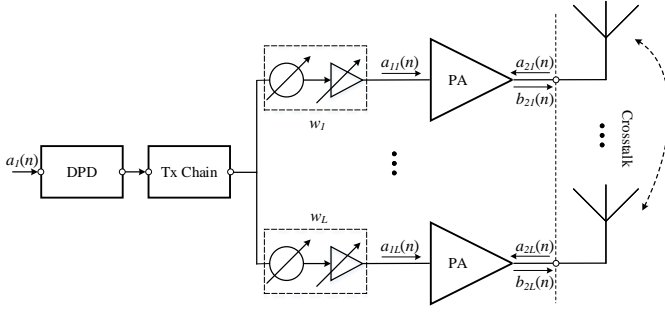 a11(n)
PA
a21(n)
b21(n)
w1
Crosstalk
a1(n)
DPD
Tx Chain
wL
a1L(n)
PA
a2L(n)
b2L(n)